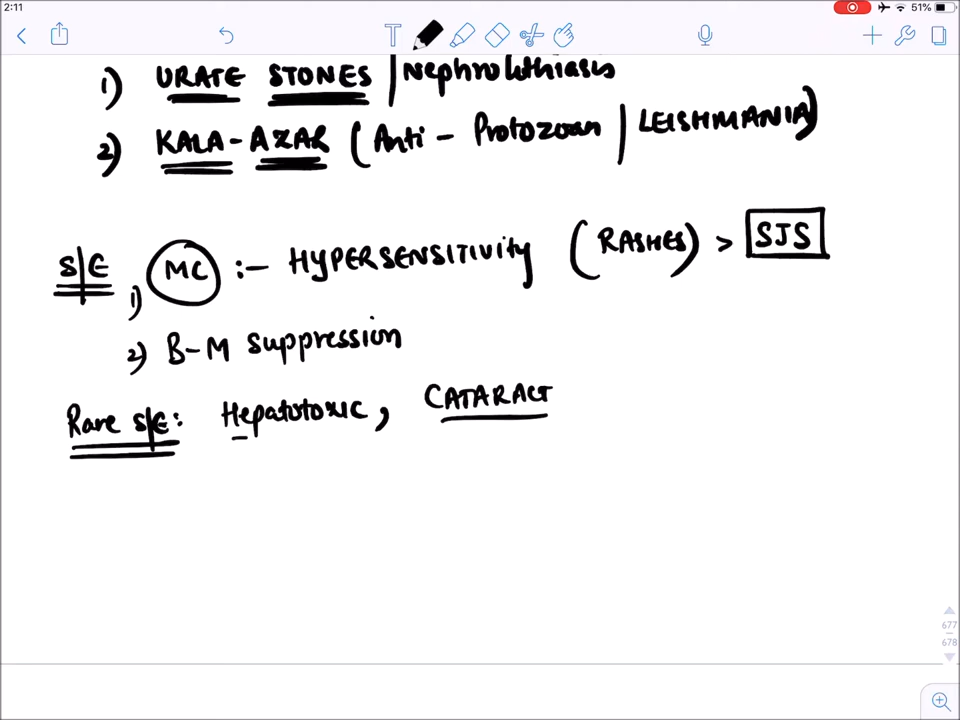 2:11
51%
T
1) URATE STONES | Nephrolithiasis
2) KALA-AZAR (Anti - Protozoan | LEISHMANIA)
S|E 1) MC :- HYPERSENSITIVITY (RASHES) > SJS
2) B-M suppression
Rare S|E: Hepatotoxic, CATARACT
677
678